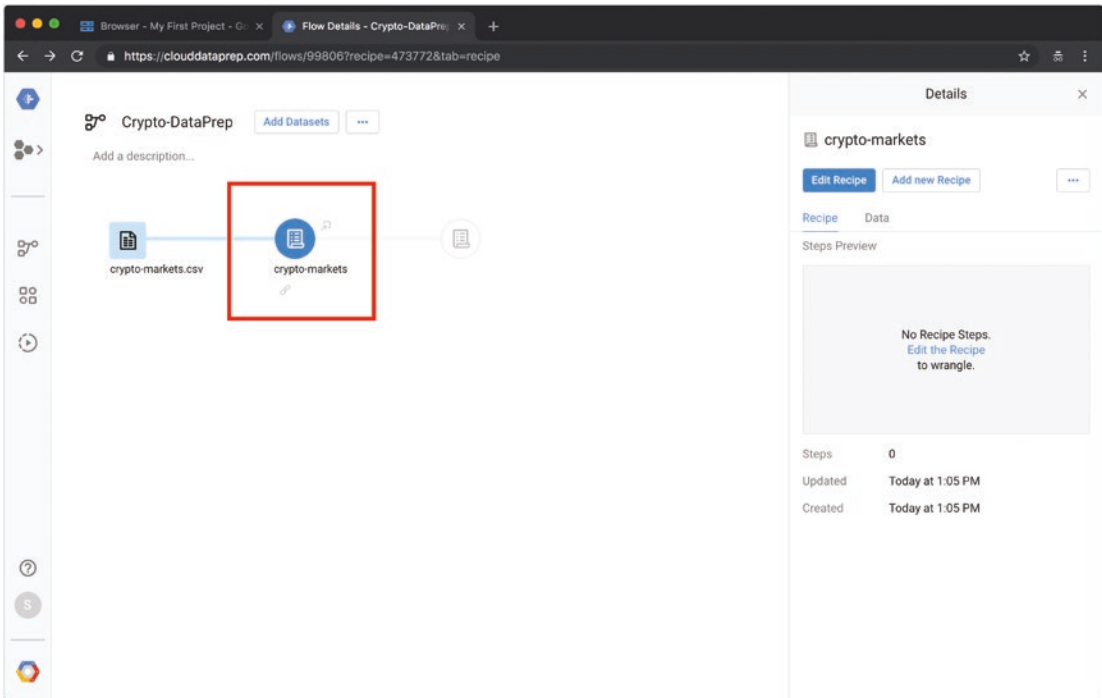 Browser - My First Project - Go
Flow Details - Crypto-DataPrep
https://clouddataprep.com/flows/99806?recipe=473772&tab=recipe
Crypto-DataPrep
Add Datasets
Add a description...
crypto-markets.csv
crypto-markets
S
Details
crypto-markets
Edit Recipe
Add new Recipe
Recipe
Data
Steps Preview
No Recipe Steps.
Edit the Recipe
to wrangle.
Steps 0
Updated Today at 1:05 PM
Created Today at 1:05 PM